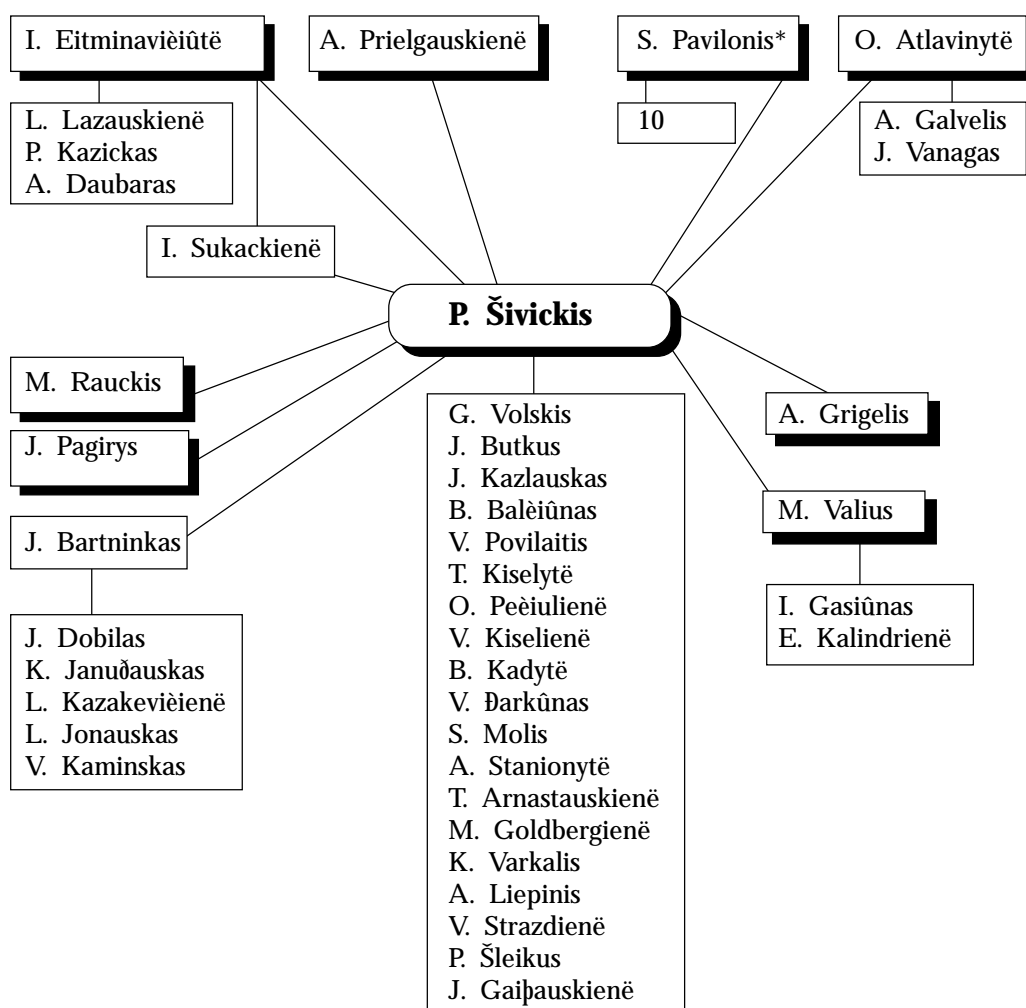 I. Eitminavièiûtë
A. Prielgauskienë
S. Pavilonis*
O. Atlavinytë
L. Lazauskienë
P. Kazickas
A. Daubaras
10
A. Galvelis
J. Vanagas
I. Sukackienë
P. Šivickis
M. Rauckis
J. Pagirys
J. Bartninkas
J. Dobilas
K. Januðauskas
L. Kazakevièienë
L. Jonauskas
V. Kaminskas
G. Volskis
J. Butkus
J. Kazlauskas
B. Balèiûnas
V. Povilaitis
T. Kiselytë
O. Peèiulienë
V. Kiselienë
B. Kadytë
V. Ðarkûnas
S. Molis
A. Stanionytë
T. Arnastauskienë
M. Goldbergienë
K. Varkalis
A. Liepinis
V. Strazdienë
P. Šleikus
J. Gaiþauskienë
A. Grigelis
M. Valius
I. Gasiûnas
E. Kalindrienë